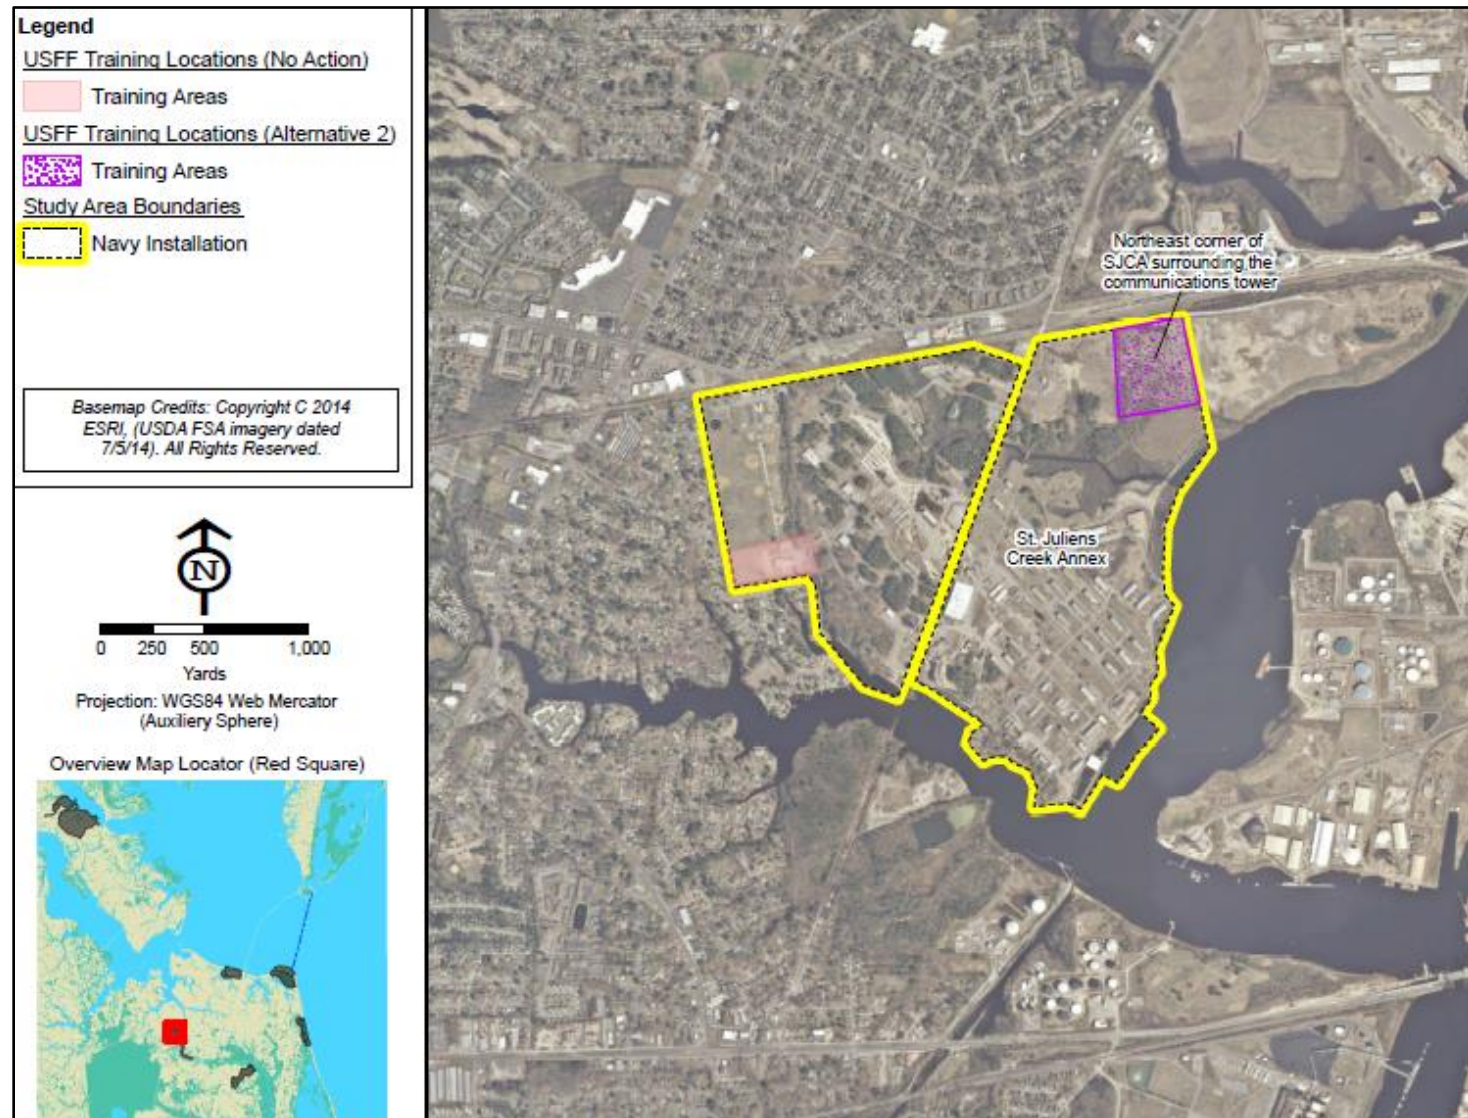 Legend
USFF Training Locations (No Action)
Training Areas
USFF Training Locations (Alternative 2)
Training Areas
Study Area Boundaries
Navy Installation
Basemap Credits: Copyright C 2014
ESRI, (USDA FSA imagery dated
7/5/14). All Rights Reserved.
N
0 250 500 1,000
Yards
Projection: WGS84 Web Mercator
(Auxiliery Sphere)
Overview Map Locator (Red Square)
Northeast corner of
SJCA surrounding the
communications tower
St. Juliens
Creek Annex